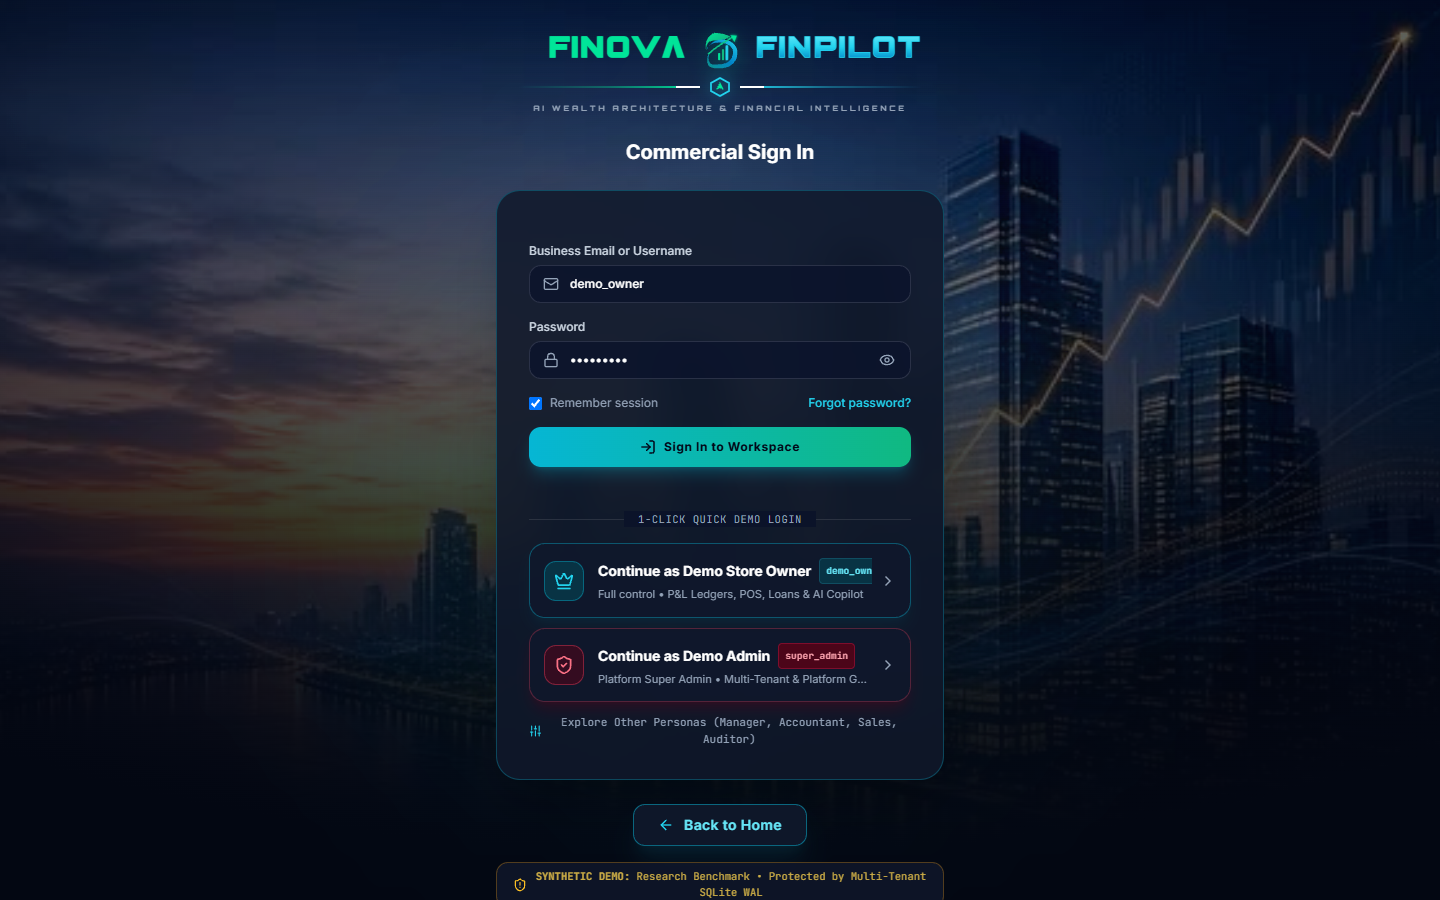 FINOVA FINPILOT
AI WEALTH ARCHITECTURE & FINANCIAL INTELLIGENCE
Commercial Sign In
Business Email or Username
demo_owner
Password
Remember session
Forgot password?
Sign In to Workspace
1-CLICK QUICK DEMO LOGIN
Continue as Demo Store Owner demo_own
Full control • P&L Ledgers, POS, Loans & AI Copilot
Continue as Demo Admin super_admin
Platform Super Admin • Multi-Tenant & Platform G...
Explore Other Personas (Manager, Accountant, Sales,
Auditor)
Back to Home
SYNTHETIC DEMO: Research Benchmark • Protected by Multi-Tenant
SQLite WAL